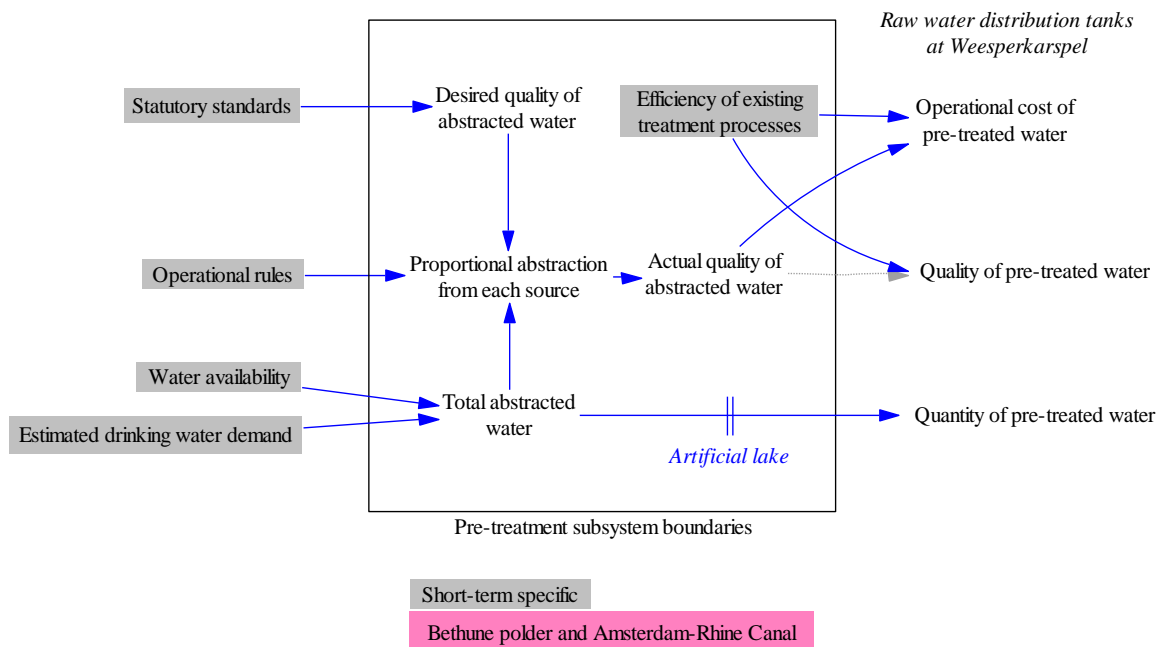 Raw water distribution tanks
at Weesperkarspel
Statutory standards
Desired quality of
abstracted water
Efficiency of existing
treatment processes
Operational cost of
pre-treated water
Operational rules
Proportional abstraction
from each source
Actual quality of
abstracted water
Quality of pre-treated water
Water availability
Estimated drinking water demand
Total abstracted
water
Artificial lake
Quantity of pre-treated water
Pre-treatment subsystem boundaries
Short-term specific
Bethune polder and Amsterdam-Rhine Canal